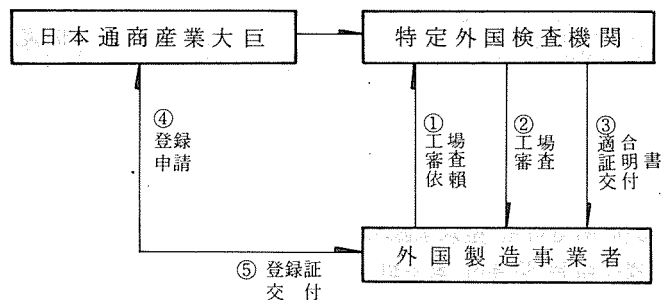 日本通商産業大巨
特定外国検査機関
④
登録
申請
①
工場
審査
依頼
②
工場
審査
③
適合
証明書
交付
外国製造事業者
⑤ 登録証
交付